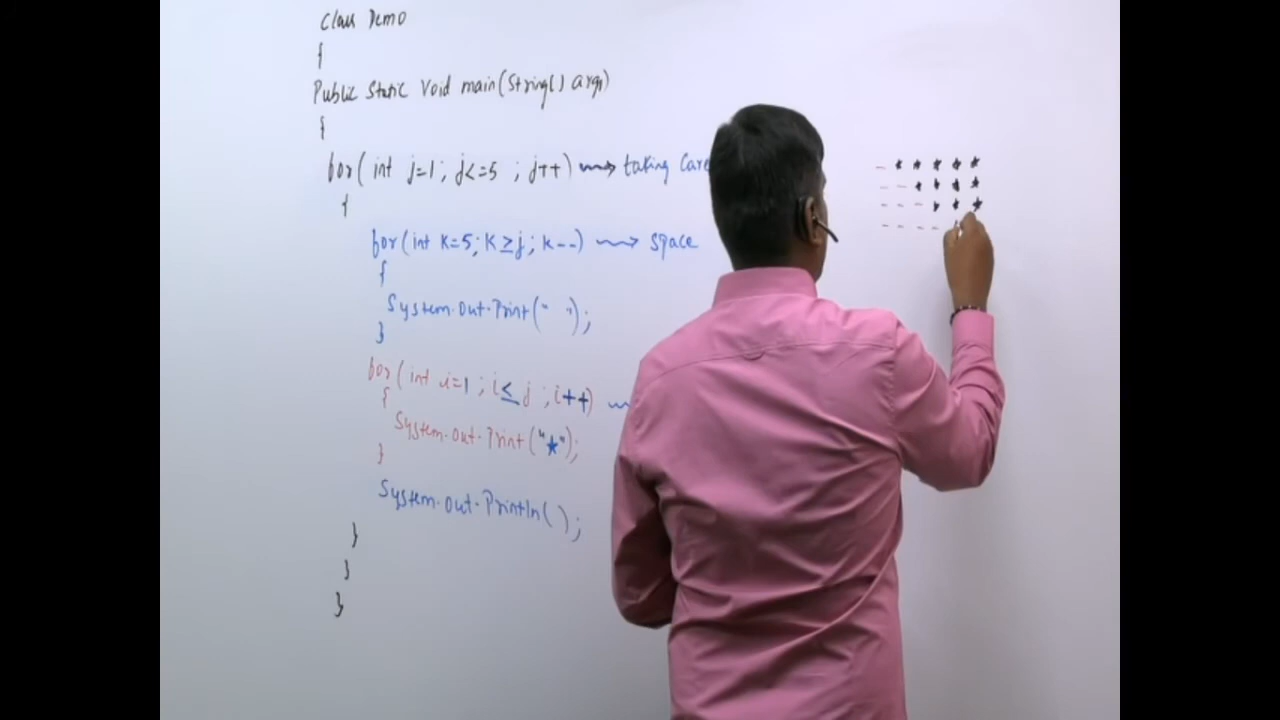 Class Demo
{
Public Static Void main(String() args)
{
for( int j=1; j<=5 ; j++) ~~> taking Care
{
for(int K=5; K≥j; K--) ~~> Space
{
System.out.Print(" ");
}
for( int i=1 ; i≤ j ; i++)
{
System.out.Print("★");
}
System.out.Println( );
}
}
}
- * * * * *
- - * * * *
- - - * * *
- - - -